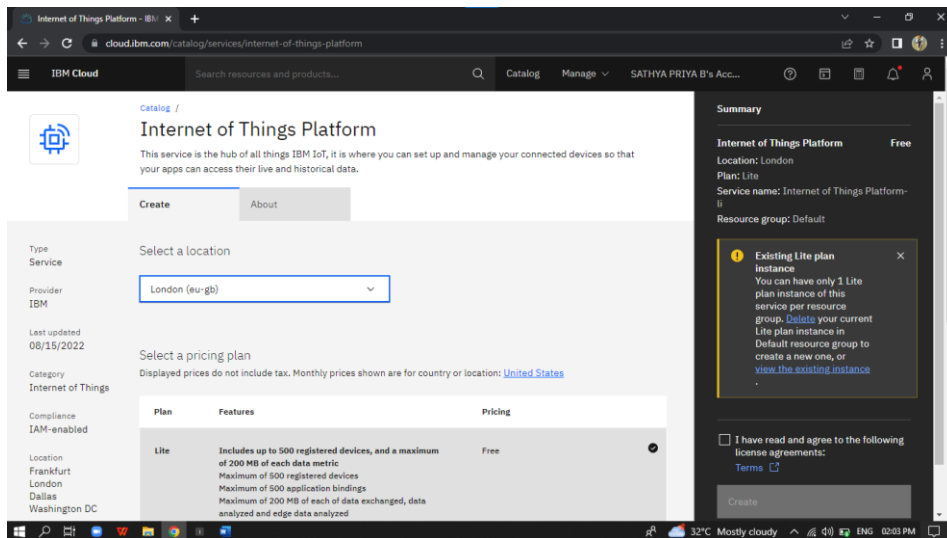 Internet of Things Platform - IBM
cloud.ibm.com/catalog/services/internet-of-things-platform
IBM Cloud
Search resources and products...
Catalog
Manage
SATHYA PRIYA B's Acc...
Catalog /
Internet of Things Platform
This service is the hub of all things IBM IoT, it is where you can set up and manage your connected devices so that
your apps can access their live and historical data.
Create
About
Type
Service
Provider
IBM
Last updated
08/15/2022
Category
Internet of Things
Compliance
IAM-enabled
Location
Frankfurt
London
Dallas
Washington DC
Select a location
London (eu-gb)
Select a pricing plan
Displayed prices do not include tax. Monthly prices shown are for country or location: United States
Plan Features Pricing
Lite Includes up to 500 registered devices, and a maximum Free
of 200 MB of each data metric
Maximum of 500 registered devices
Maximum of 500 application bindings
Maximum of 200 MB of each of data exchanged, data
analyzed and edge data analyzed
Summary
Internet of Things Platform Free
Location: London
Plan: Lite
Service name: Internet of Things Platform-
li
Resource group: Default
Existing Lite plan
instance
You can have only 1 Lite
plan instance of this
service per resource
group. Delete your current
Lite plan instance in
Default resource group to
create a new one, or
view the existing instance
.
I have read and agree to the following
license agreements:
Terms
Create
32°C Mostly cloudy
ENG
02:03 PM